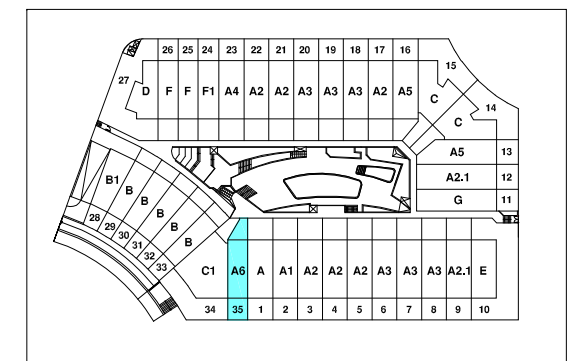 26 25 24 23 22 21 20 19 18 17 16
15
27
D F F F1 A4 A2 A2 A3 A3 A2 A5
C
14
C
A5 13
A2.1 12
G 11
B1
B
B
B
B
B
28
29
30
31
32
33
C1 A6 A A1 A2 A2 A2 A3 A3 A3 A2.1 E
34 35 1 2 3 4 5 6 7 8 9 10